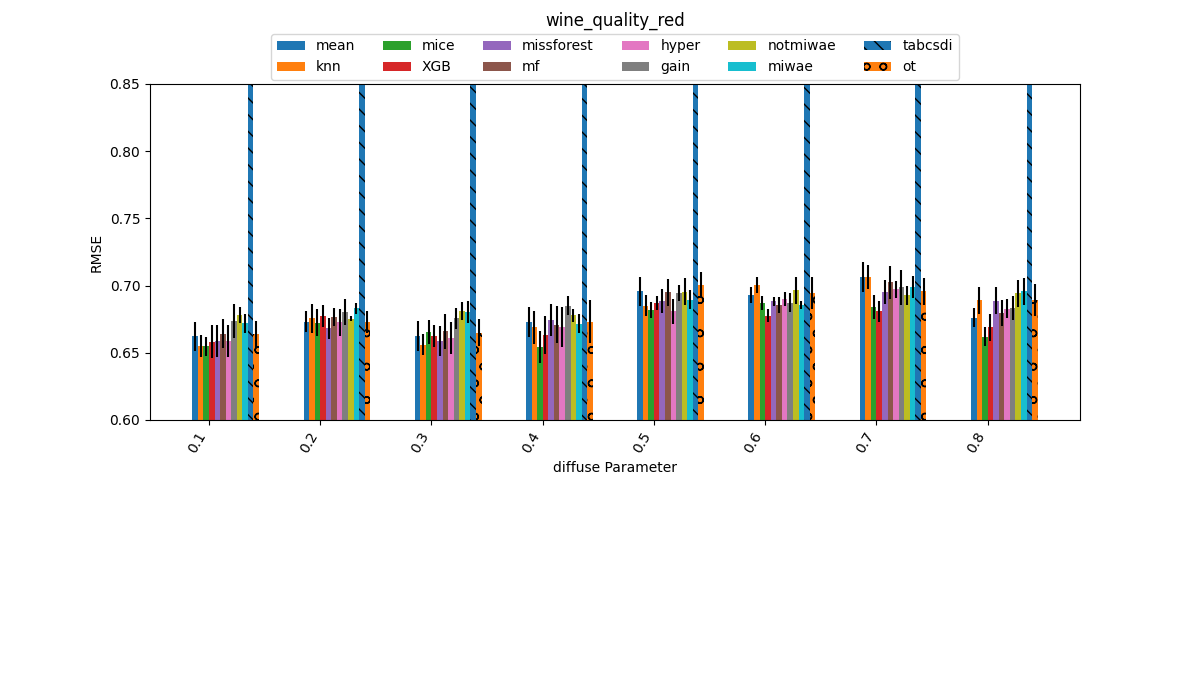 wine_quality_red
mean mice missforest hyper notmiwae tabcsdi
knn XGB mf gain miwae ot
0.85
0.80
0.75
0.70
0.65
0.60
RMSE
0.1 0.2 0.3 0.4 0.5 0.6 0.7 0.8
diffuse Parameter